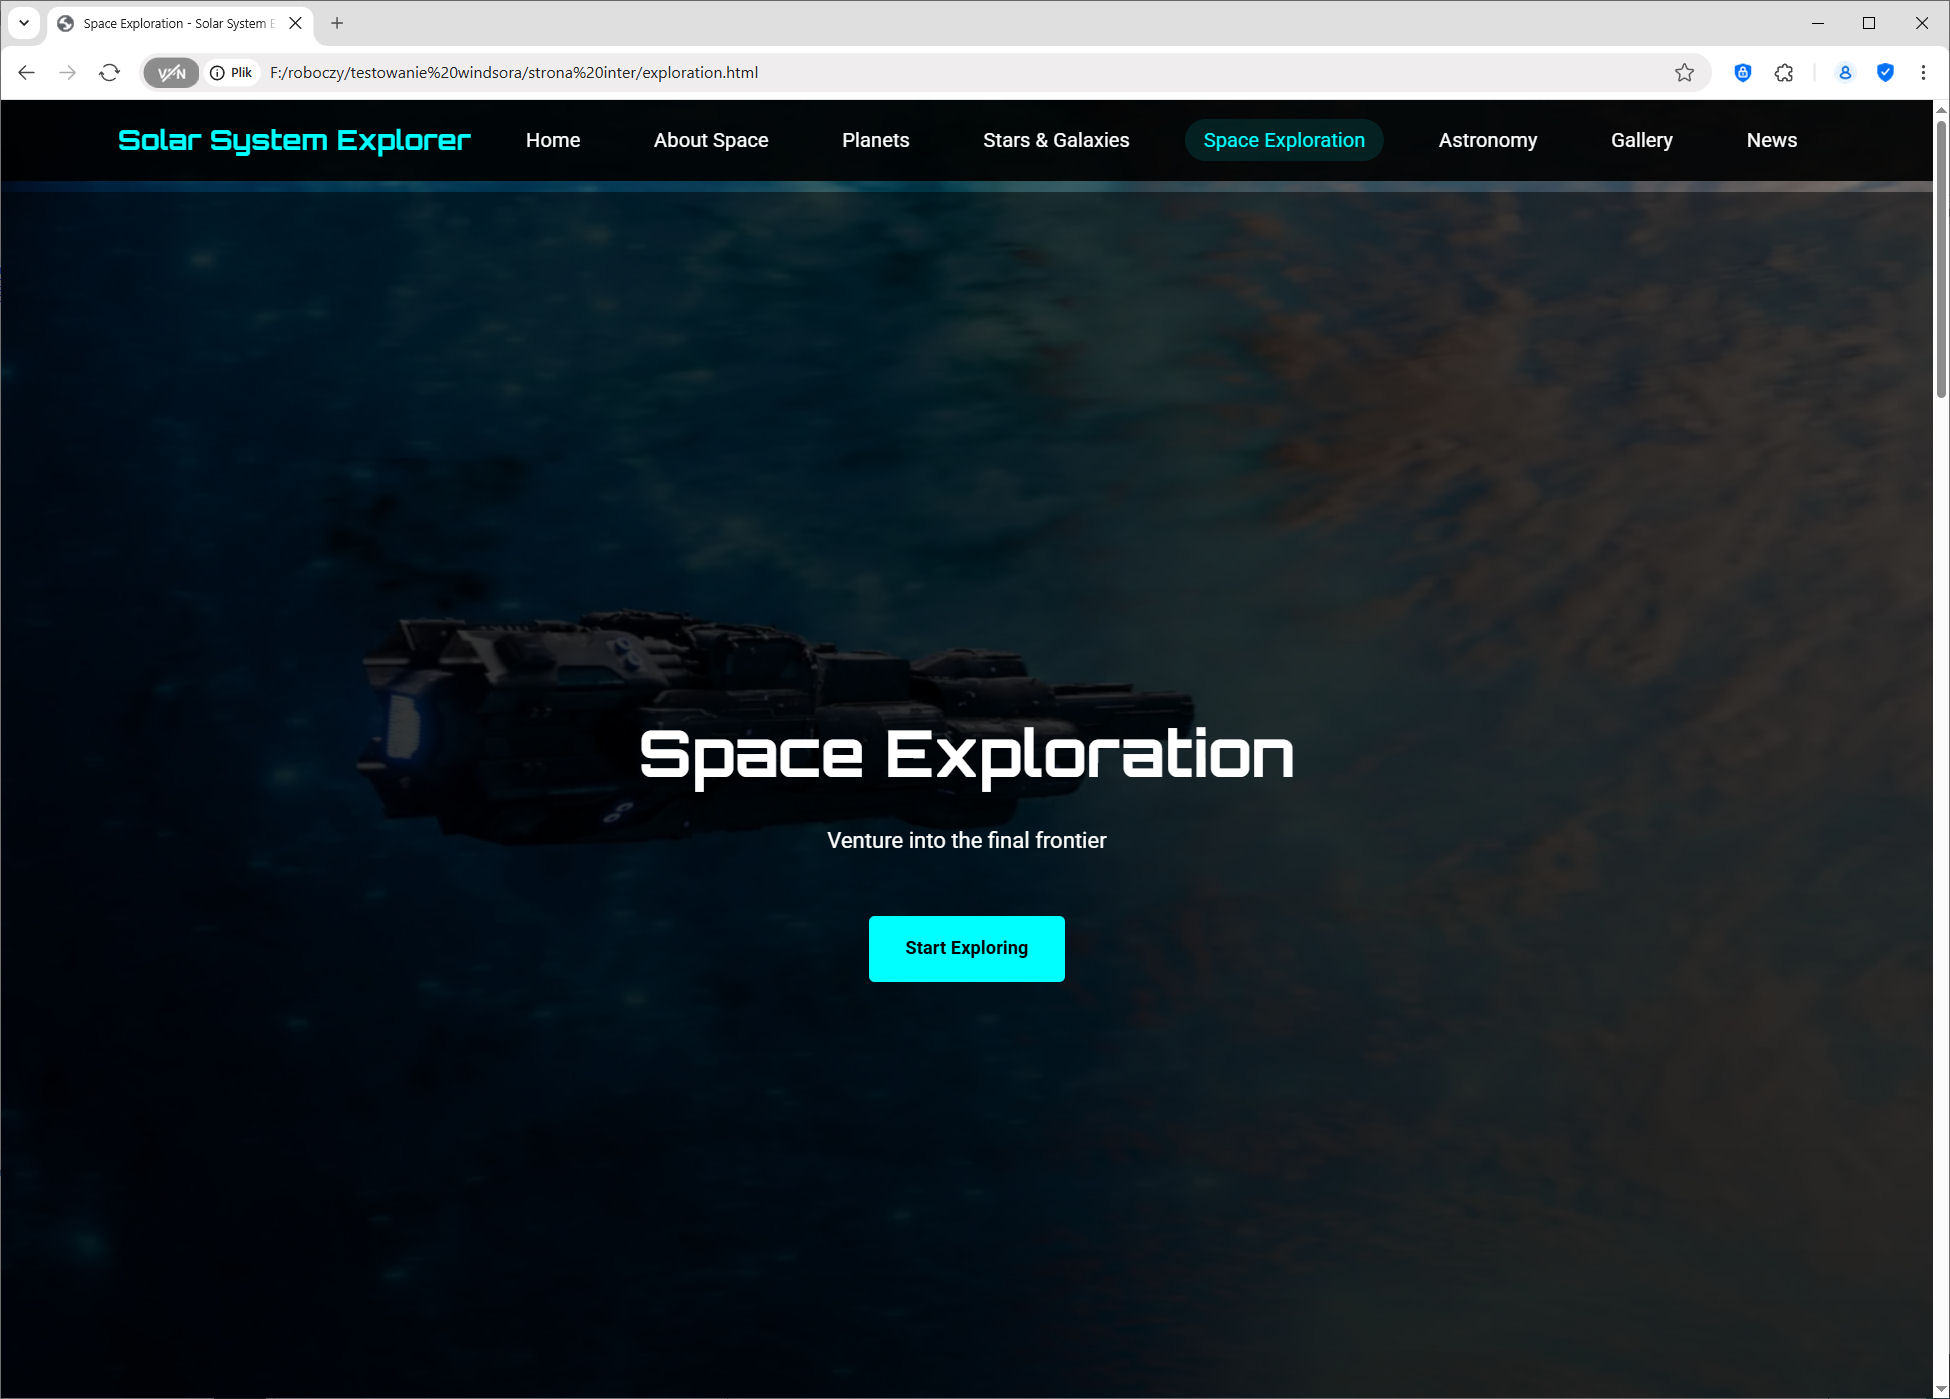 Space Exploration - Solar System E
VPN
Plik
F:/roboczy/testowanie%20windsora/strona%20inter/exploration.html
Solar System Explorer
Home
About Space
Planets
Stars & Galaxies
Space Exploration
Astronomy
Gallery
News
Space Exploration
Venture into the final frontier
Start Exploring